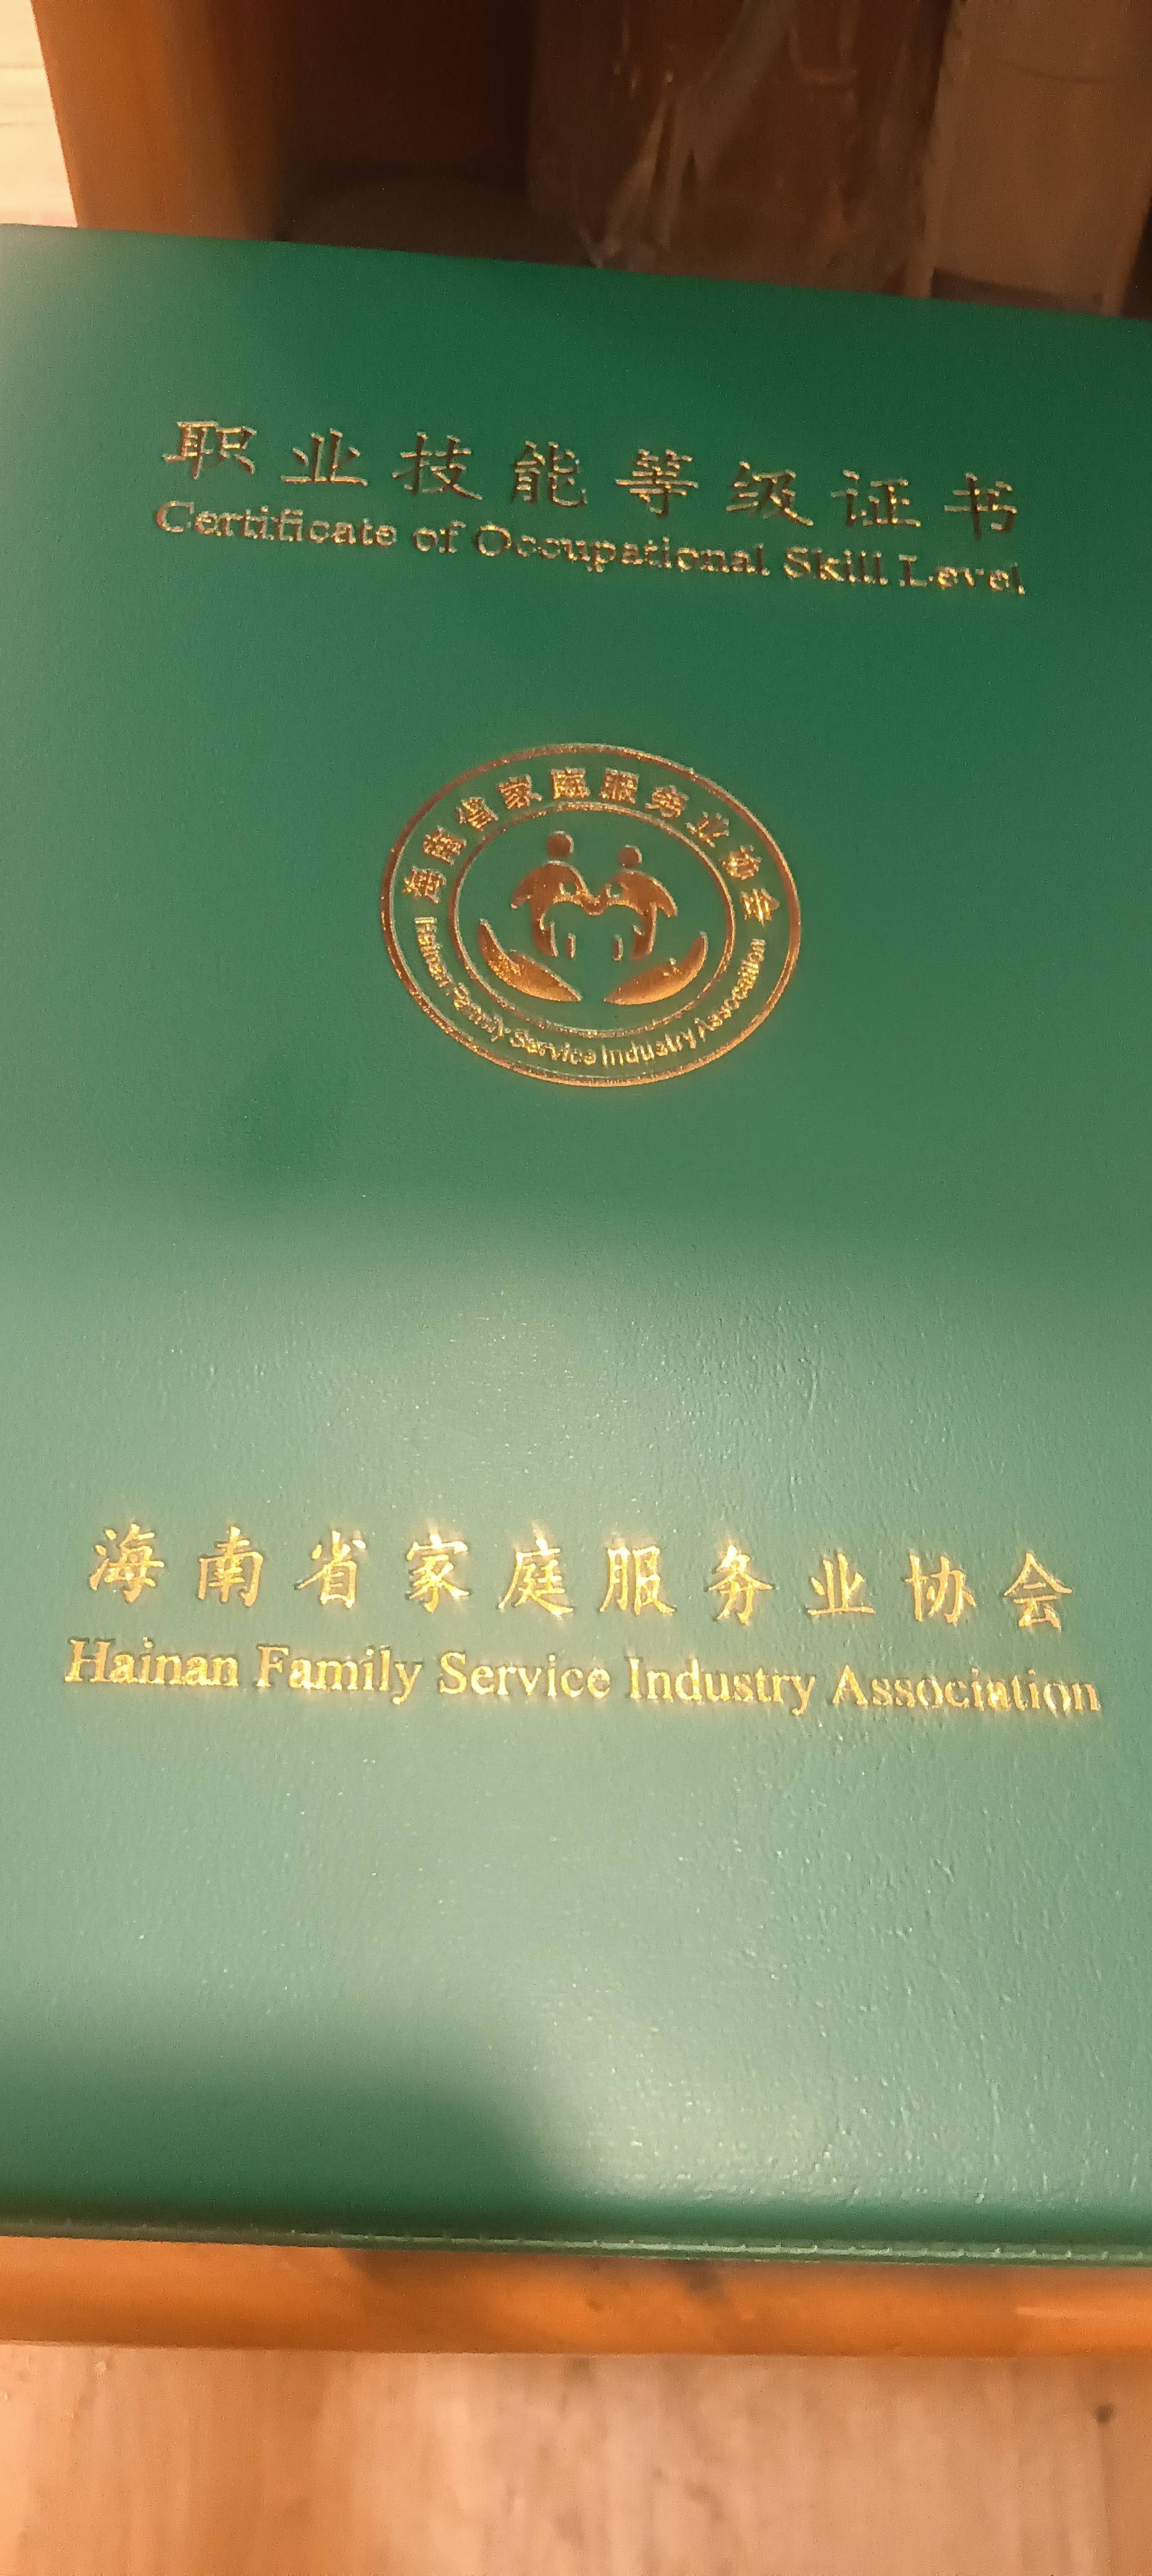 职业技能等级证书
Certificate of Occupational Skill Level
海南省家庭服务业协会
Hainan Family Service Industry Association
海南省家庭服务业协会
Hainan Family Service Industry Association